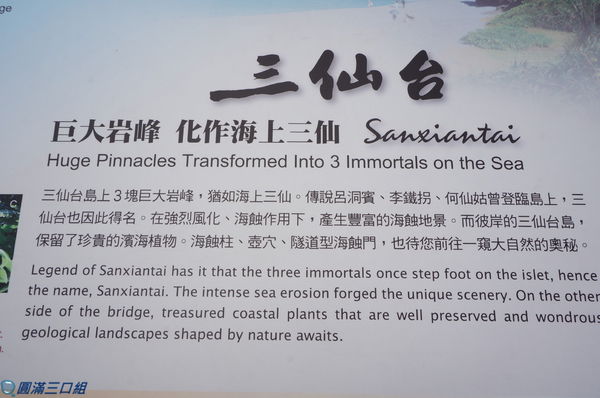 ge
三仙台
巨大岩峰 化作海上三仙 Sanxiantai
Huge Pinnacles Transformed Into 3 Immortals on the Sea
三仙台島上3塊巨大岩峰，猶如海上三仙。傳說呂洞賓、李鐵拐、何仙姑曾登臨島上，三
仙台也因此得名。在強烈風化、海蝕作用下，產生豐富的海蝕地景。而彼岸的三仙台島，
保留了珍貴的濱海植物。海蝕柱、壺穴、隧道型海蝕門，也待您前往一窺大自然的奧秘。
Legend of Sanxiantai has it that the three immortals once step foot on the islet, hence
the name, Sanxiantai. The intense sea erosion forged the unique scenery. On the other
side of the bridge, treasured coastal plants that are well preserved and wondrous
geological landscapes shaped by nature awaits.
圓滿三口組